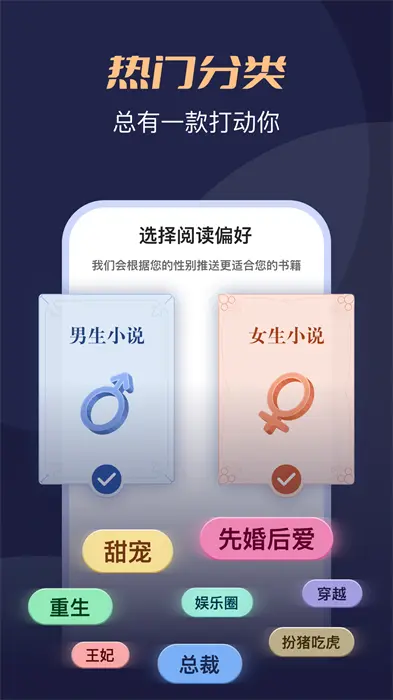 热门分类
总有一款打动你
选择阅读偏好
我们会根据您的性别推送更适合您的书籍
男生小说
女生小说
先婚后爱
甜宠
穿越
娱乐圈
重生
扮猪吃虎
王妃
总裁